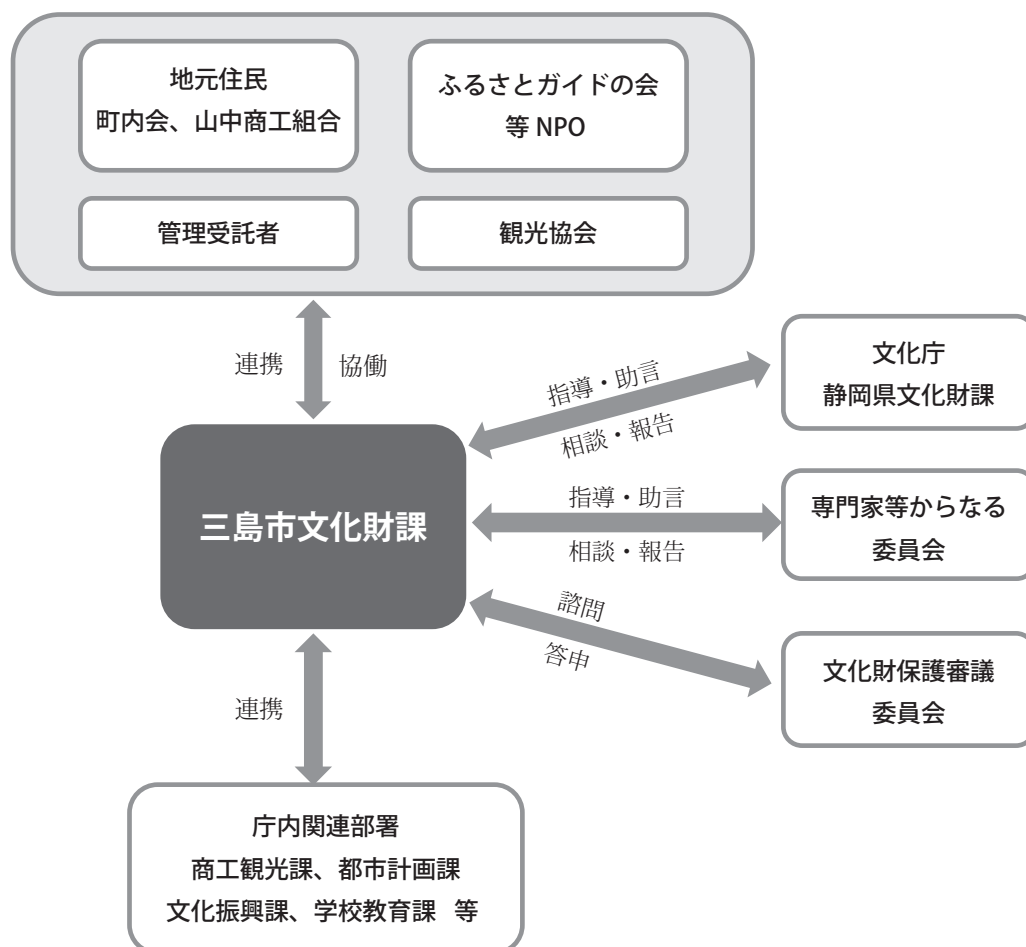 地元住民
町内会、山中商工組合
ふるさとガイドの会
等 NPO
管理受託者
観光協会
連携
協働
指導・助言
相談・報告
文化庁
静岡県文化財課
三島市文化財課
指導・助言
相談・報告
専門家等からなる
委員会
諮問
答申
文化財保護審議
委員会
連携
庁内関連部署
商工観光課、都市計画課
文化振興課、学校教育課 等